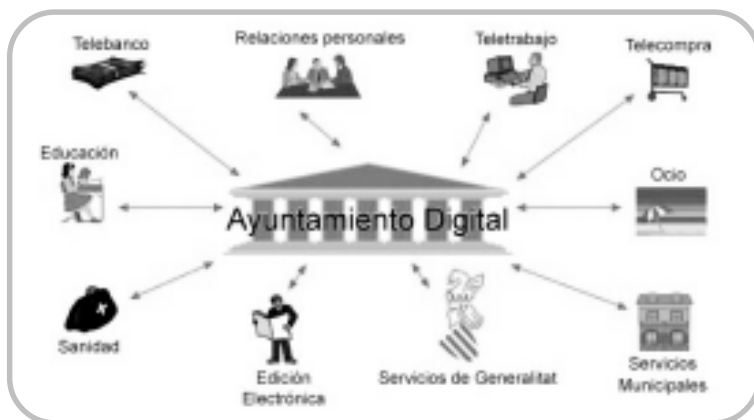 Telebanco
Relaciones personales
Teletrabajo
Telecompra
Educación
Ocio
Ayuntamiento Digital
Sanidad
Edición
Electrónica
Servicios de Generalitat
Servicios
Municipales